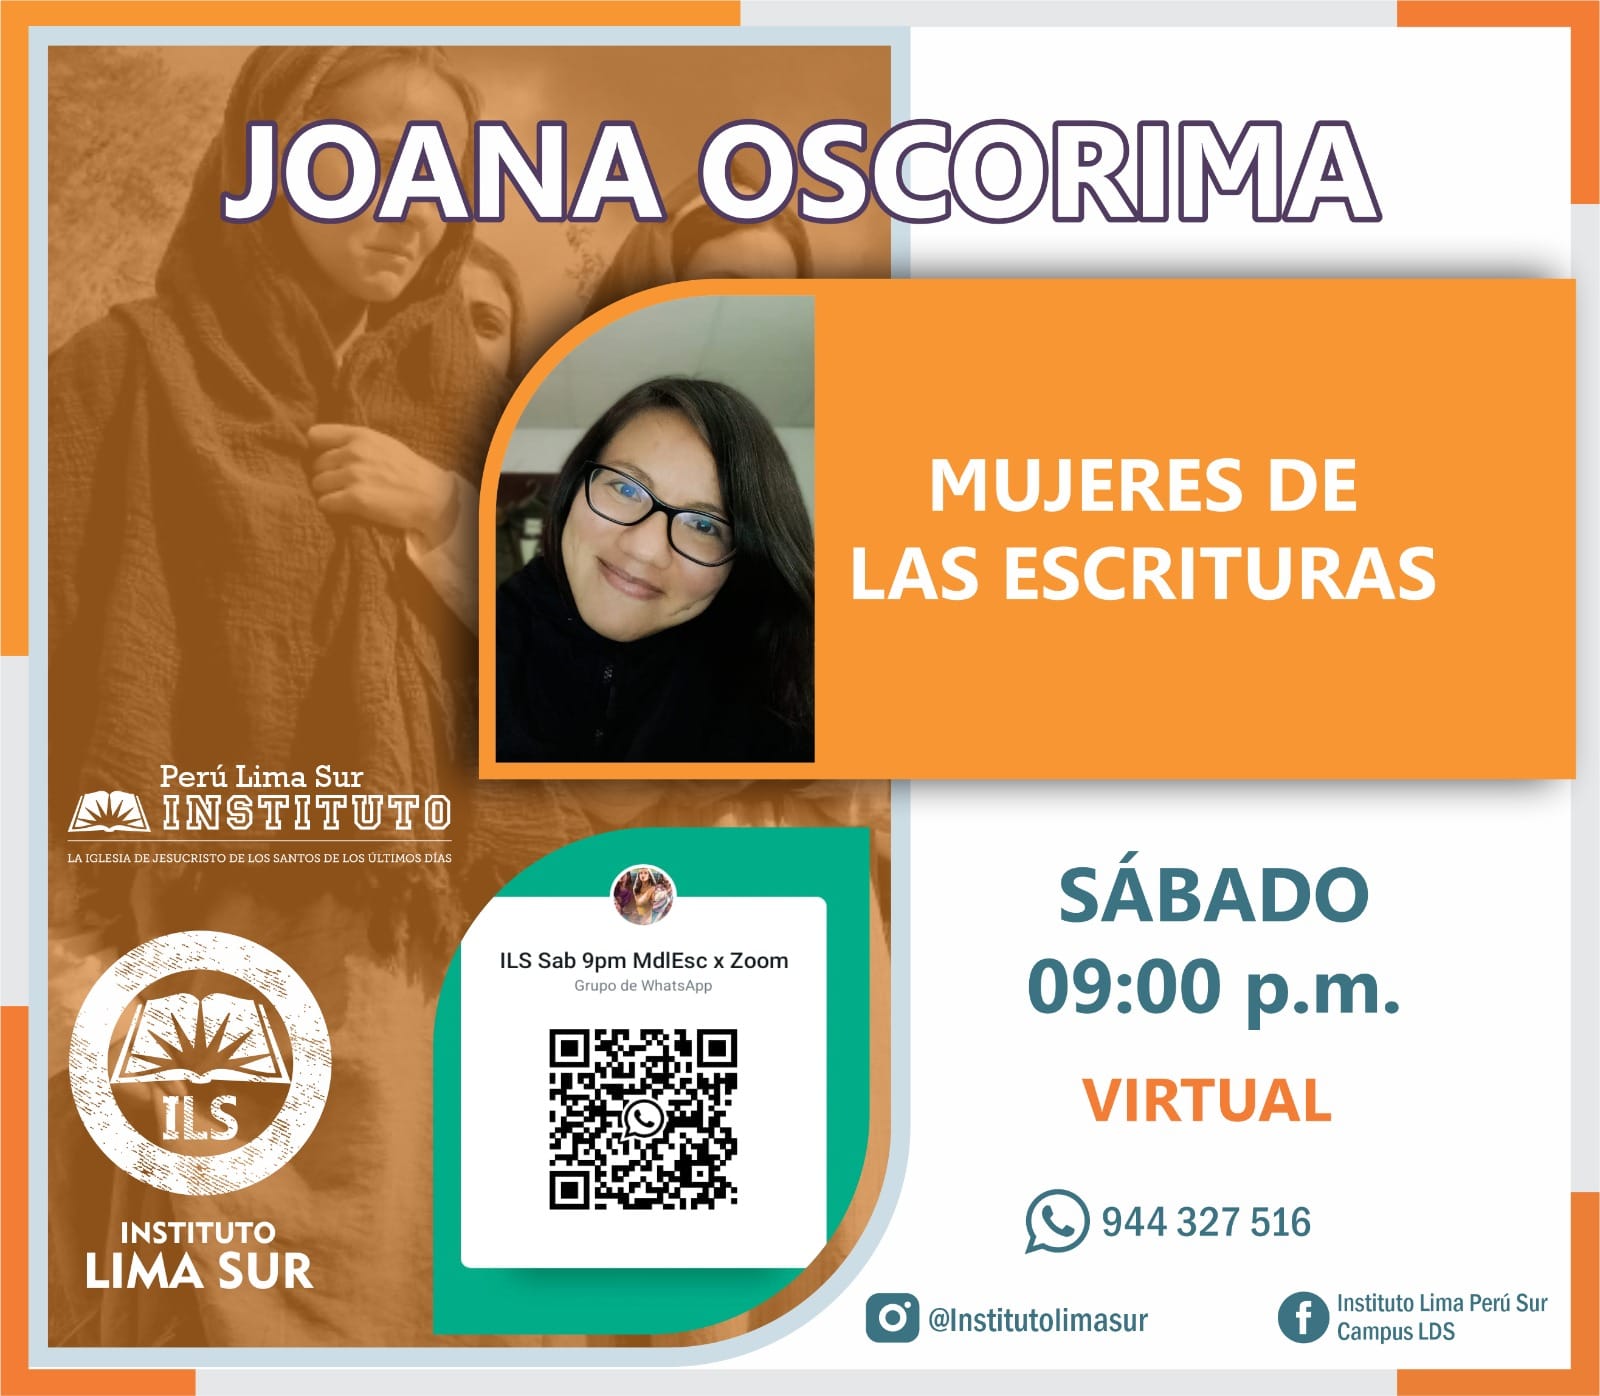 JOANA OSCORIMA
MUJERES DE
LAS ESCRITURAS
Perú Lima Sur
INSTITUTO
LA IGLESIA DE JESUCRISTO DE LOS SANTOS DE LOS ÚLTIMOS DÍAS
ILS
INSTITUTO
LIMA SUR
ILS Sab 9pm MdlEsc x Zoom
Grupo de WhatsApp
SÁBADO
09:00 p.m.
VIRTUAL
944 327 516
@Institutolimasur
Instituto Lima Perú Sur
Campus LDS